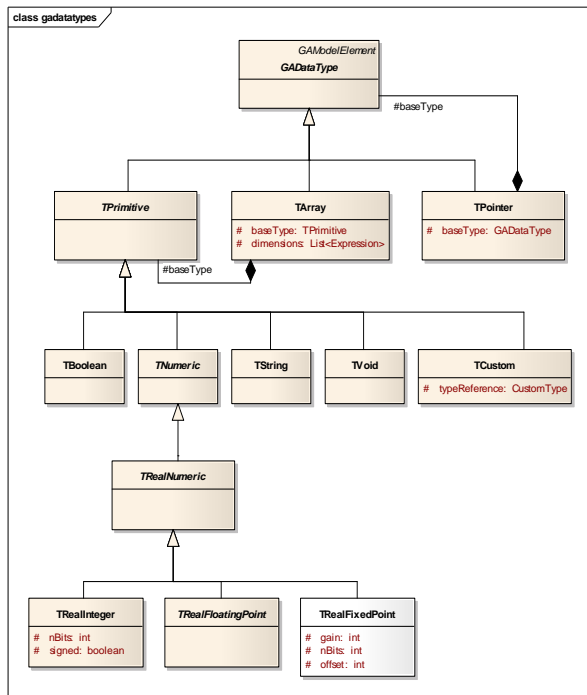 class gadatatypes
GAModelElement
GADataType
#baseType
TPrimitive
TArray
# baseType: TPrimitive
# dimensions: List<Expression>
TPointer
# baseType: GADataType
#baseType
TBoolean
TNumeric
TString
TVoid
TCustom
# typeReference: CustomType
TRealNumeric
TRealInteger
# nBits: int
# signed: boolean
TRealFloatingPoint
TRealFixedPoint
# gain: int
# nBits: int
# offset: int